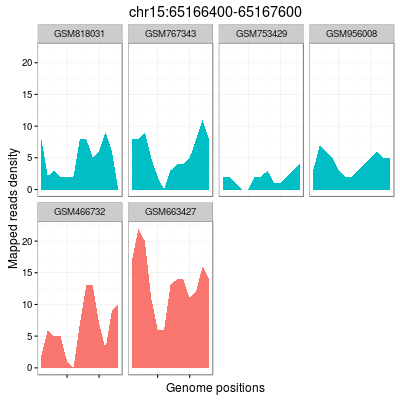 chr15:65166400-65167600
GSM818031 GSM767343 GSM753429 GSM956008
20
15
10
5
0
GSM466732 GSM663427
20
15
10
5
0
Mapped reads density
Genome positions